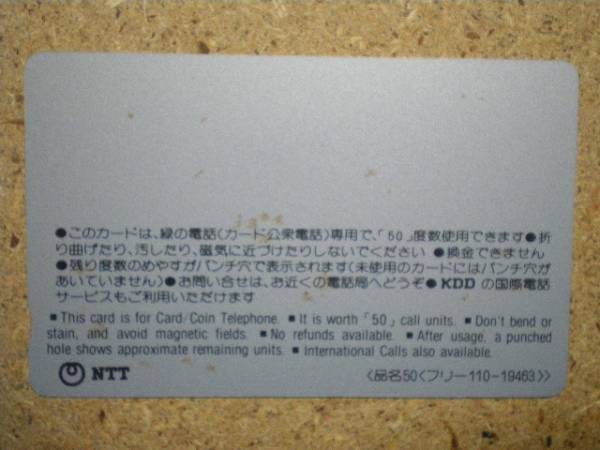 ●このカードは、緑の電話(カード公衆電話)専用で、「50」度数使用できます●折
り曲げたり、汚したり、磁気に近づけたりしないでください ●換金できません
●残り度数のめやすがパンチ穴で表示されます(未使用のカードにはパンチ穴が
あいていません)●お問い合せは、お近くの電話局へどうぞ●KDD の国際電話
サービスもご利用いただけます
■ This card is for Card/Coin Telephone. ■ It is worth「50」call units. ■ Don't bend or
stain, and avoid magnetic fields. ■ No refunds available. ■ After usage, a punched
hole shows approximate remaining units. ■ International Calls also available.
NTT 〈品名50〈フリー110-19463〉〉